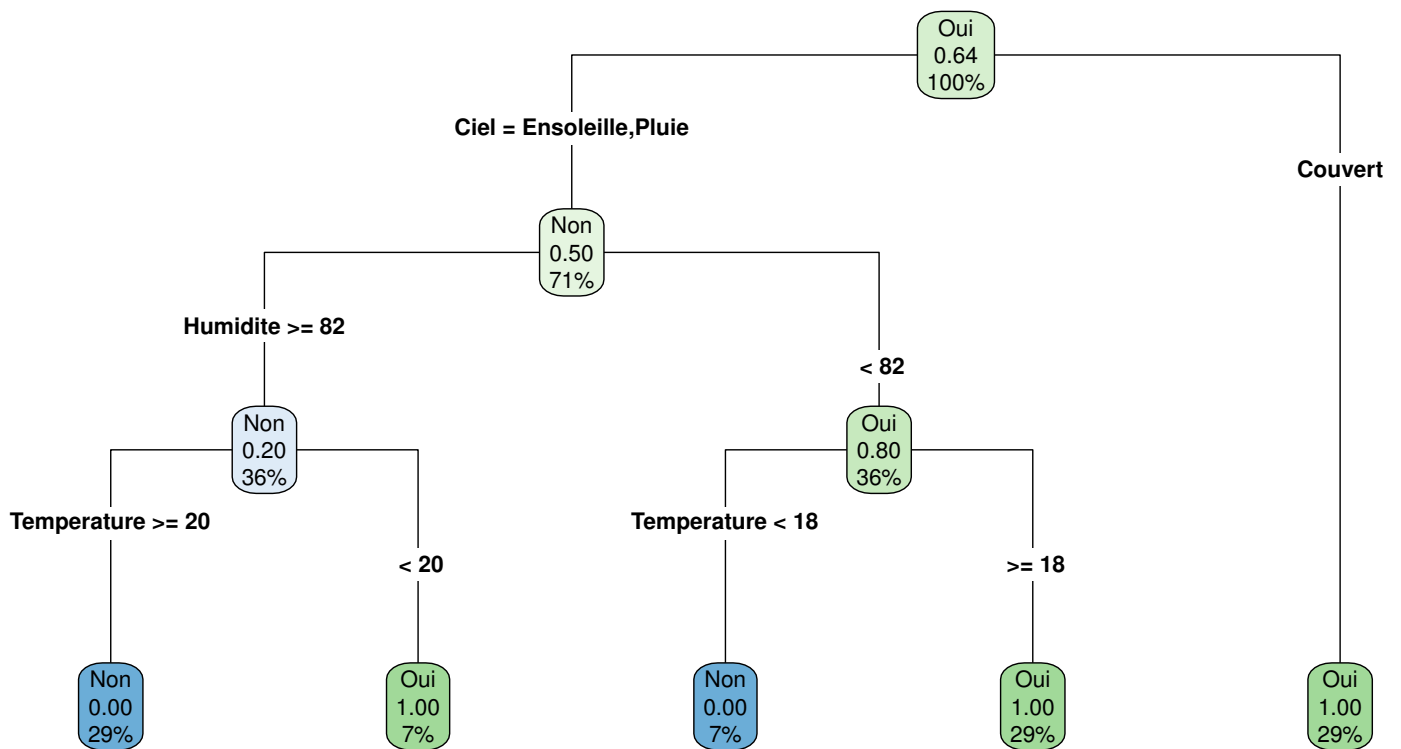 Oui
0.64
100%
Ciel = Ensoleille,Pluie
Couvert
Non
0.50
71%
Humidite >= 82
< 82
Non
0.20
36%
Oui
0.80
36%
Temperature >= 20
< 20
Temperature < 18
>= 18
Non
0.00
29%
Oui
1.00
7%
Non
0.00
7%
Oui
1.00
29%
Oui
1.00
29%